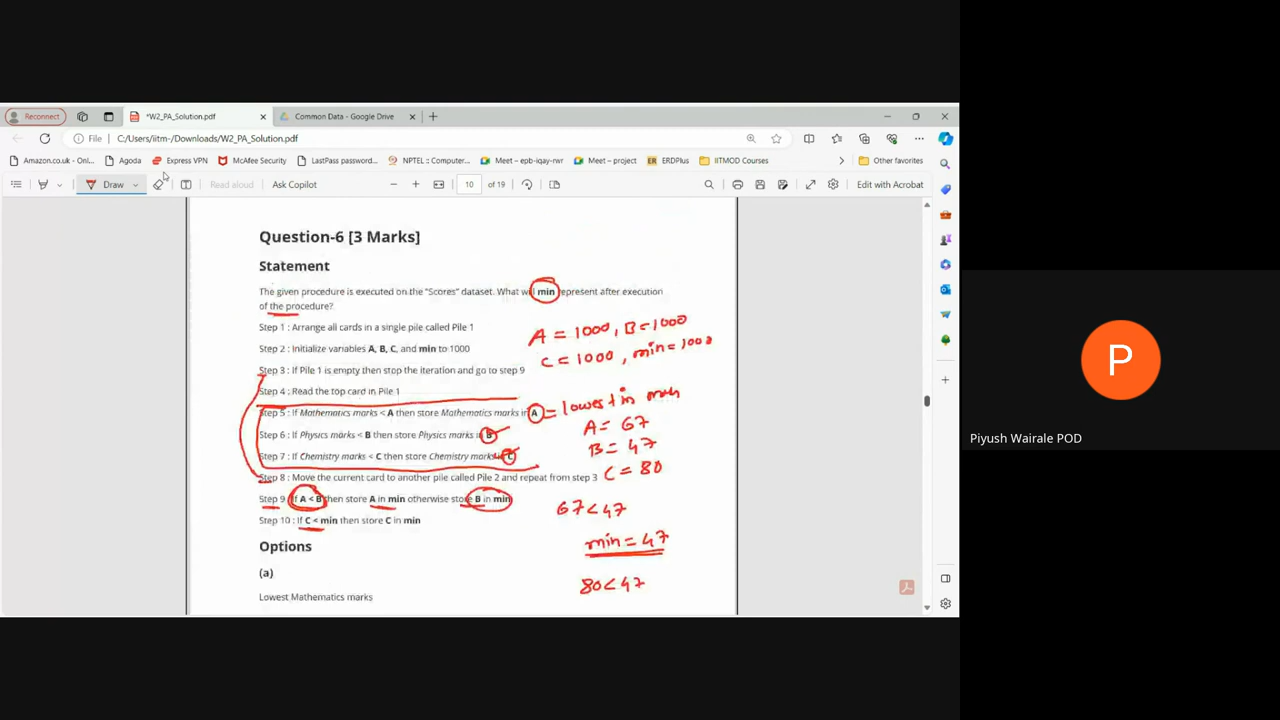 Reconnect
*W2_PA_Solution.pdf
Common Data - Google Drive
File
C:/Users/iitm-/Downloads/W2_PA_Solution.pdf
Amazon.co.uk - Onl...
Agoda
Express VPN
McAfee Security
LastPass password...
NPTEL :: Computer...
Meet – epb-iqay-rwr
Meet – project
ERDPlus
IITMOD Courses
Other favorites
Draw
Read aloud
Ask Copilot
10 of 19
Edit with Acrobat
Question-6 [3 Marks]
Statement
The given procedure is executed on the "Scores" dataset. What will min represent after execution
of the procedure?
Step 1 : Arrange all cards in a single pile called Pile 1
Step 2 : Initialize variables A, B, C, and min to 1000
Step 3 : If Pile 1 is empty then stop the iteration and go to step 9
Step 4 : Read the top card in Pile 1
Step 5 : If Mathematics marks < A then store Mathematics marks in A
Step 6 : If Physics marks < B then store Physics marks in B
Step 7 : If Chemistry marks < C then store Chemistry marks in C
Step 8 : Move the current card to another pile called Pile 2 and repeat from step 3
Step 9 : If A < B then store A in min otherwise store B in min
Step 10 : If C < min then store C in min
Options
(a)
Lowest Mathematics marks
A = 1000, B = 1000
C = 1000, min = 1000
= lowest in math
A = 67
B = 47
C = 80
67 < 47
min = 47
80 < 47
P
Piyush Wairale POD